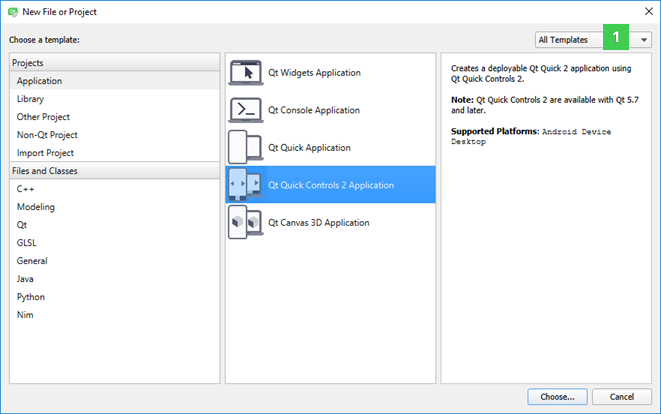 New File or Project
Choose a template:
All Templates
1
Projects
Application
Library
Other Project
Non-Qt Project
Import Project
Files and Classes
C++
Modeling
Qt
GLSL
General
Java
Python
Nim
Qt Widgets Application
Qt Console Application
Qt Quick Application
Qt Quick Controls 2 Application
Qt Canvas 3D Application
Creates a deployable Qt Quick 2 application using
Qt Quick Controls 2.
Note: Qt Quick Controls 2 are available with Qt 5.7
and later.
Supported Platforms: Android Device
Desktop
Choose...
Cancel